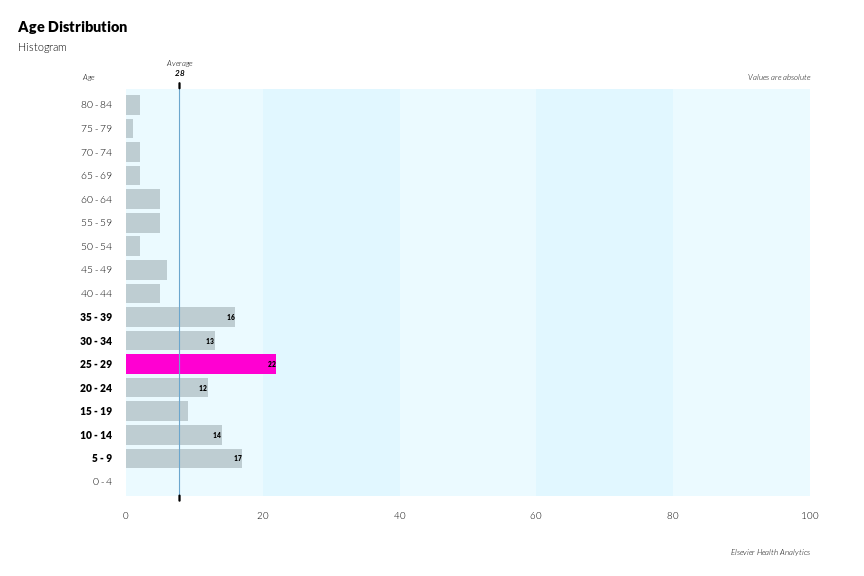 Age Distribution
Histogram
Average
28
Age
Values are absolute
80 - 84
75 - 79
70 - 74
65 - 69
60 - 64
55 - 59
50 - 54
45 - 49
40 - 44
35 - 39
16
30 - 34
13
25 - 29
22
20 - 24
12
15 - 19
10 - 14
14
5 - 9
17
0 - 4
0 20 40 60 80 100
Elsevier Health Analytics